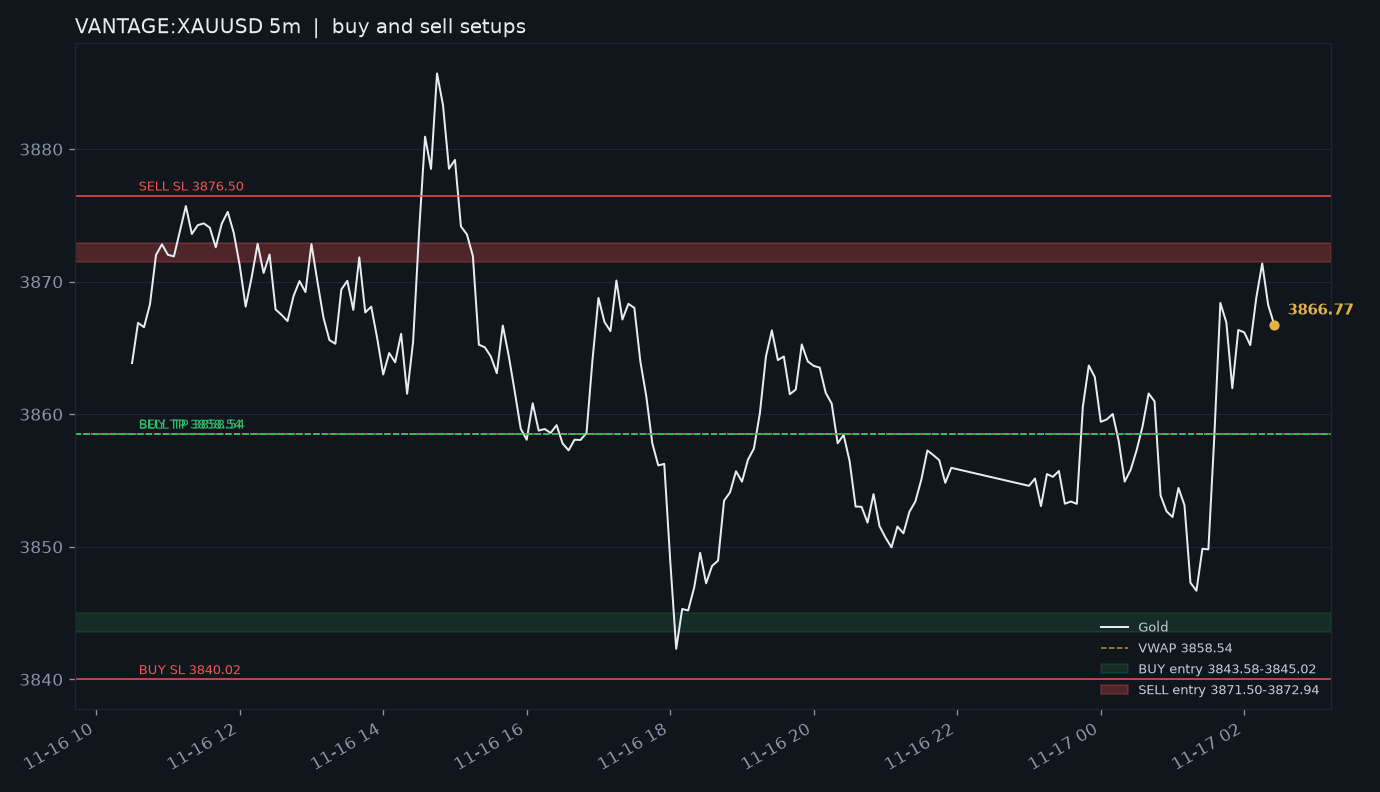 VANTAGE:XAUUSD 5m | buy and sell setups
3880
3870
3860
3850
3840
SELL SL 3876.50
3866.77
TP 3858.54
BUY SL 3840.02
Gold
VWAP 3858.54
BUY entry 3843.58-3845.02
SELL entry 3871.50-3872.94
11-16 10
11-16 12
11-16 14
11-16 16
11-16 18
11-16 20
11-16 22
11-17 00
11-17 02